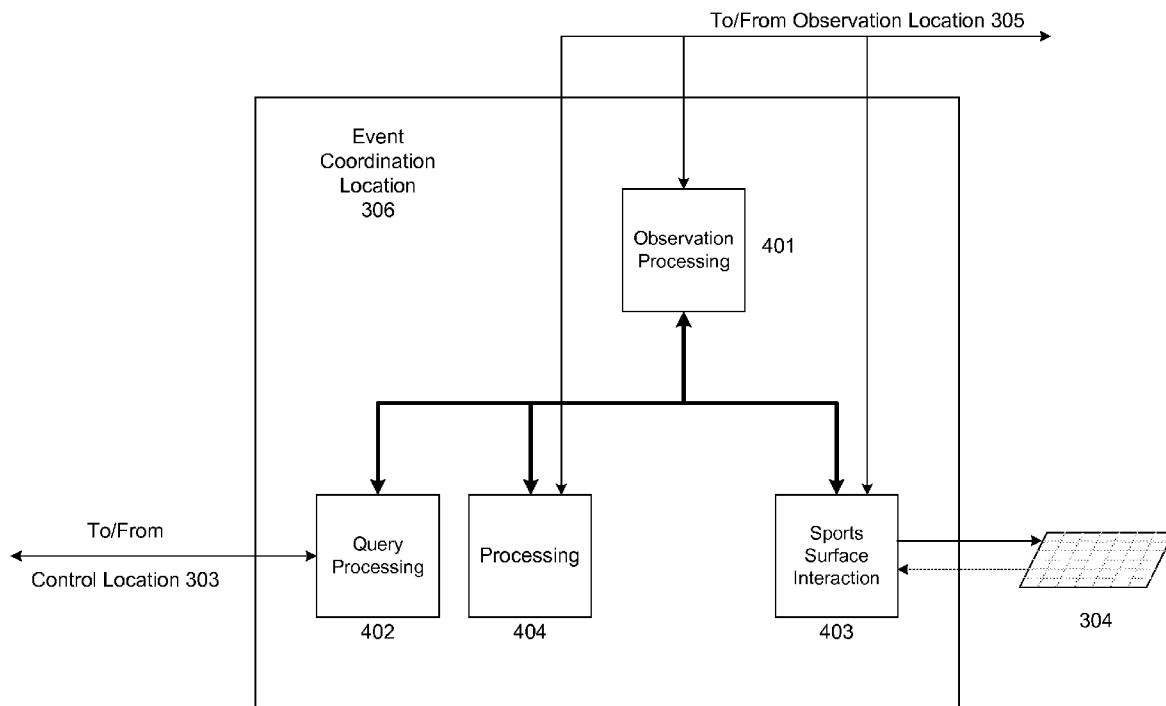 To/From Observation Location 305
Event
Coordination
Location
306
Observation
Processing
401
To/From
Control Location 303
Query
Processing
402
Processing
404
Sports
Surface
Interaction
403
304